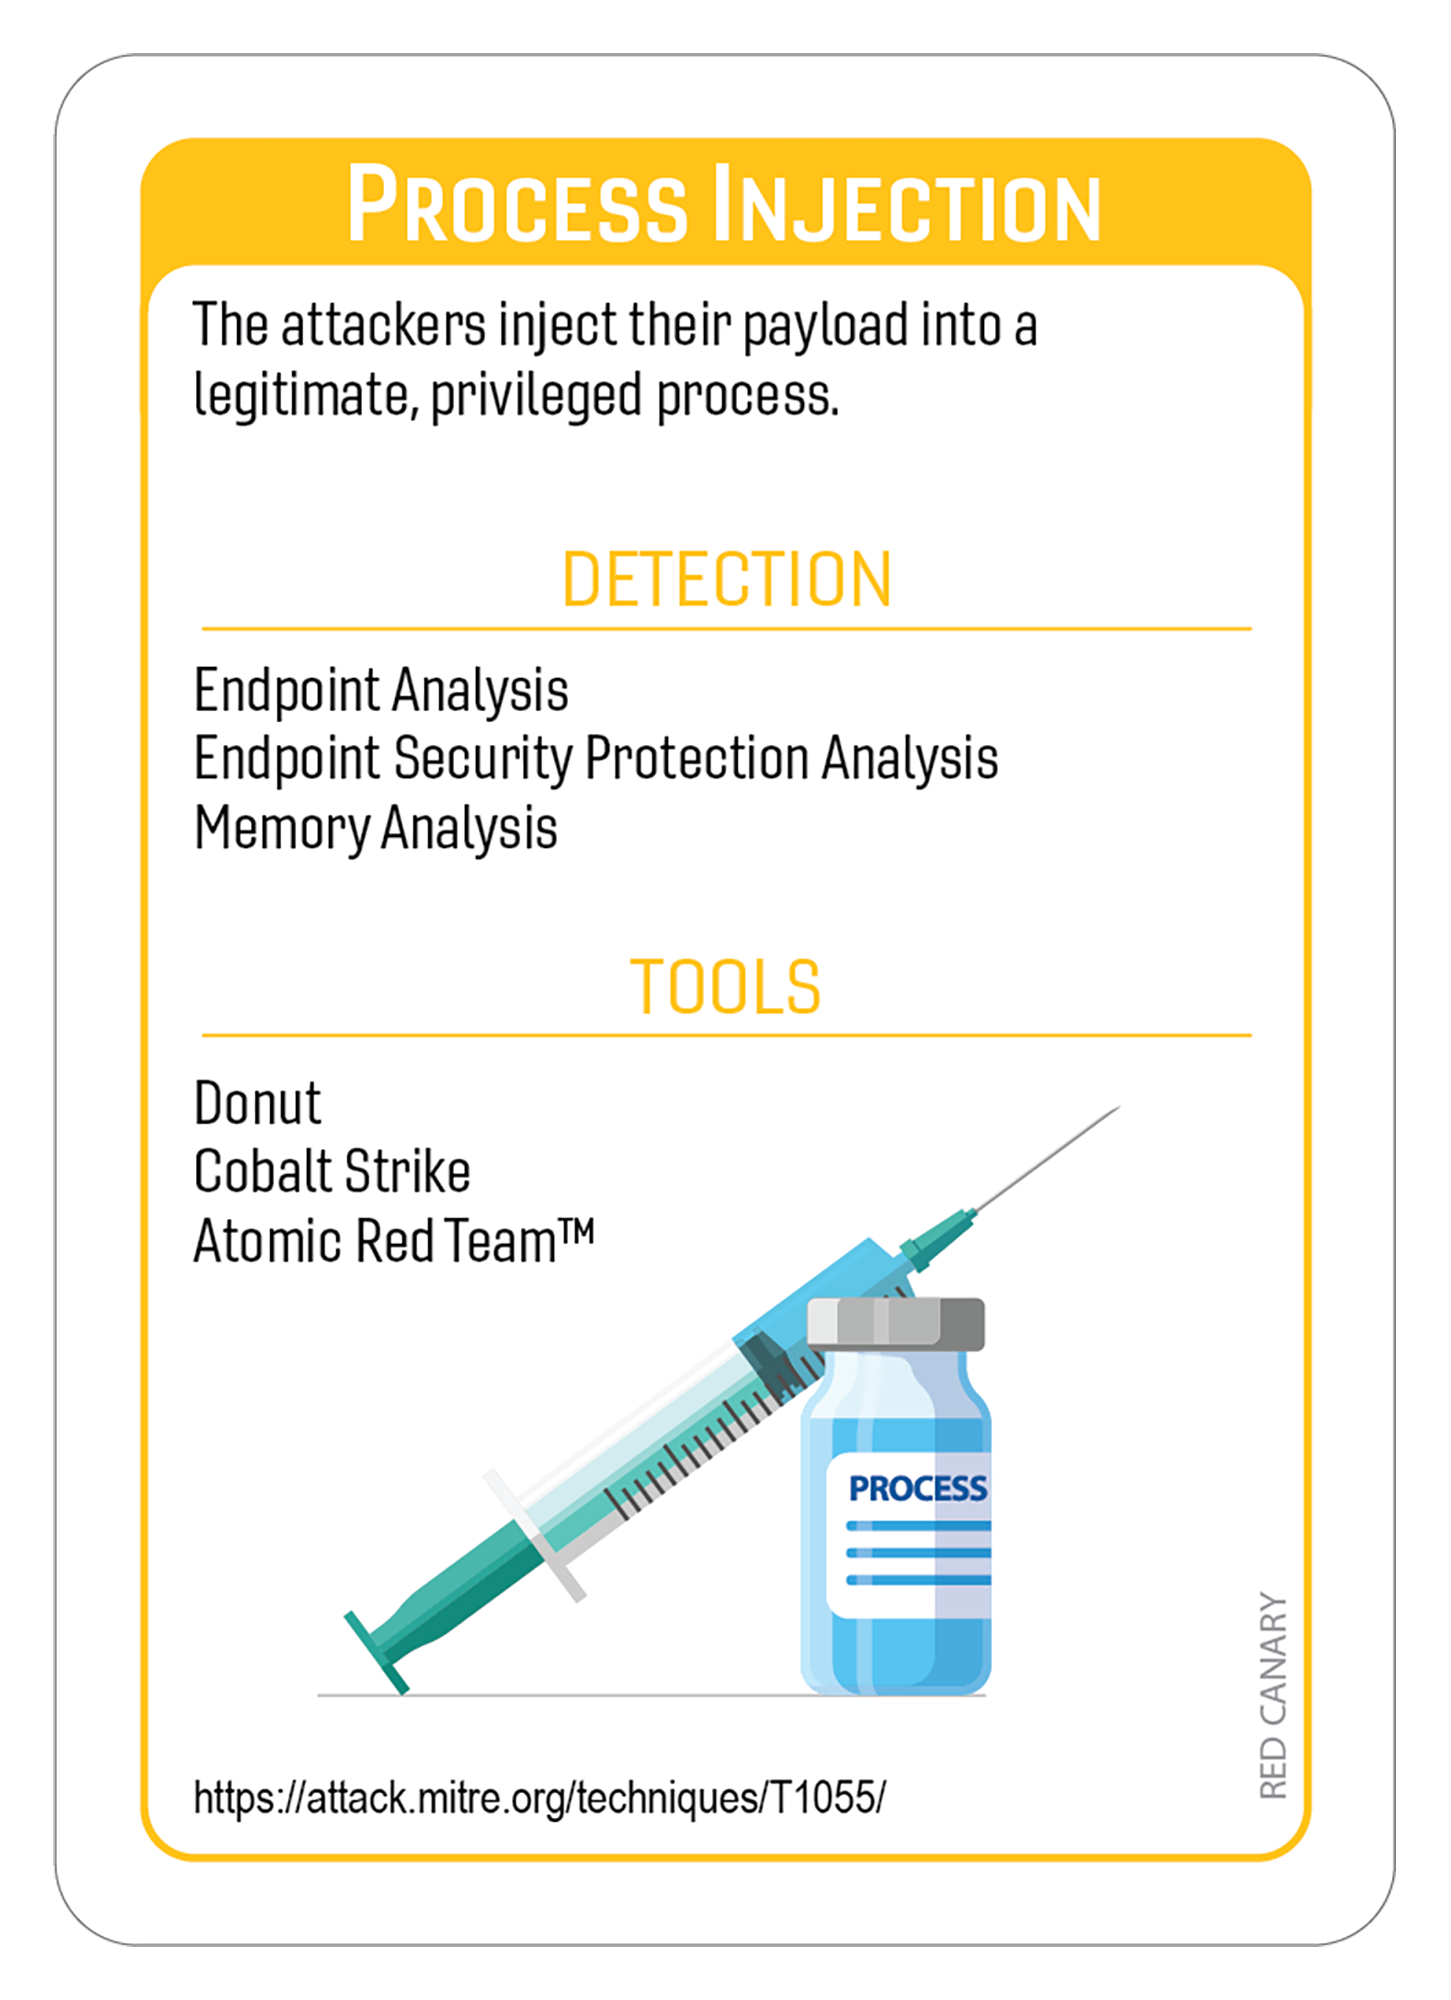 PROCESS INJECTION
The attackers inject their payload into a
legitimate, privileged process.
DETECTION
Endpoint Analysis
Endpoint Security Protection Analysis
Memory Analysis
TOOLS
Donut
Cobalt Strike
Atomic Red Team™
PROCESS
RED CANARY
https://attack.mitre.org/techniques/T1055/